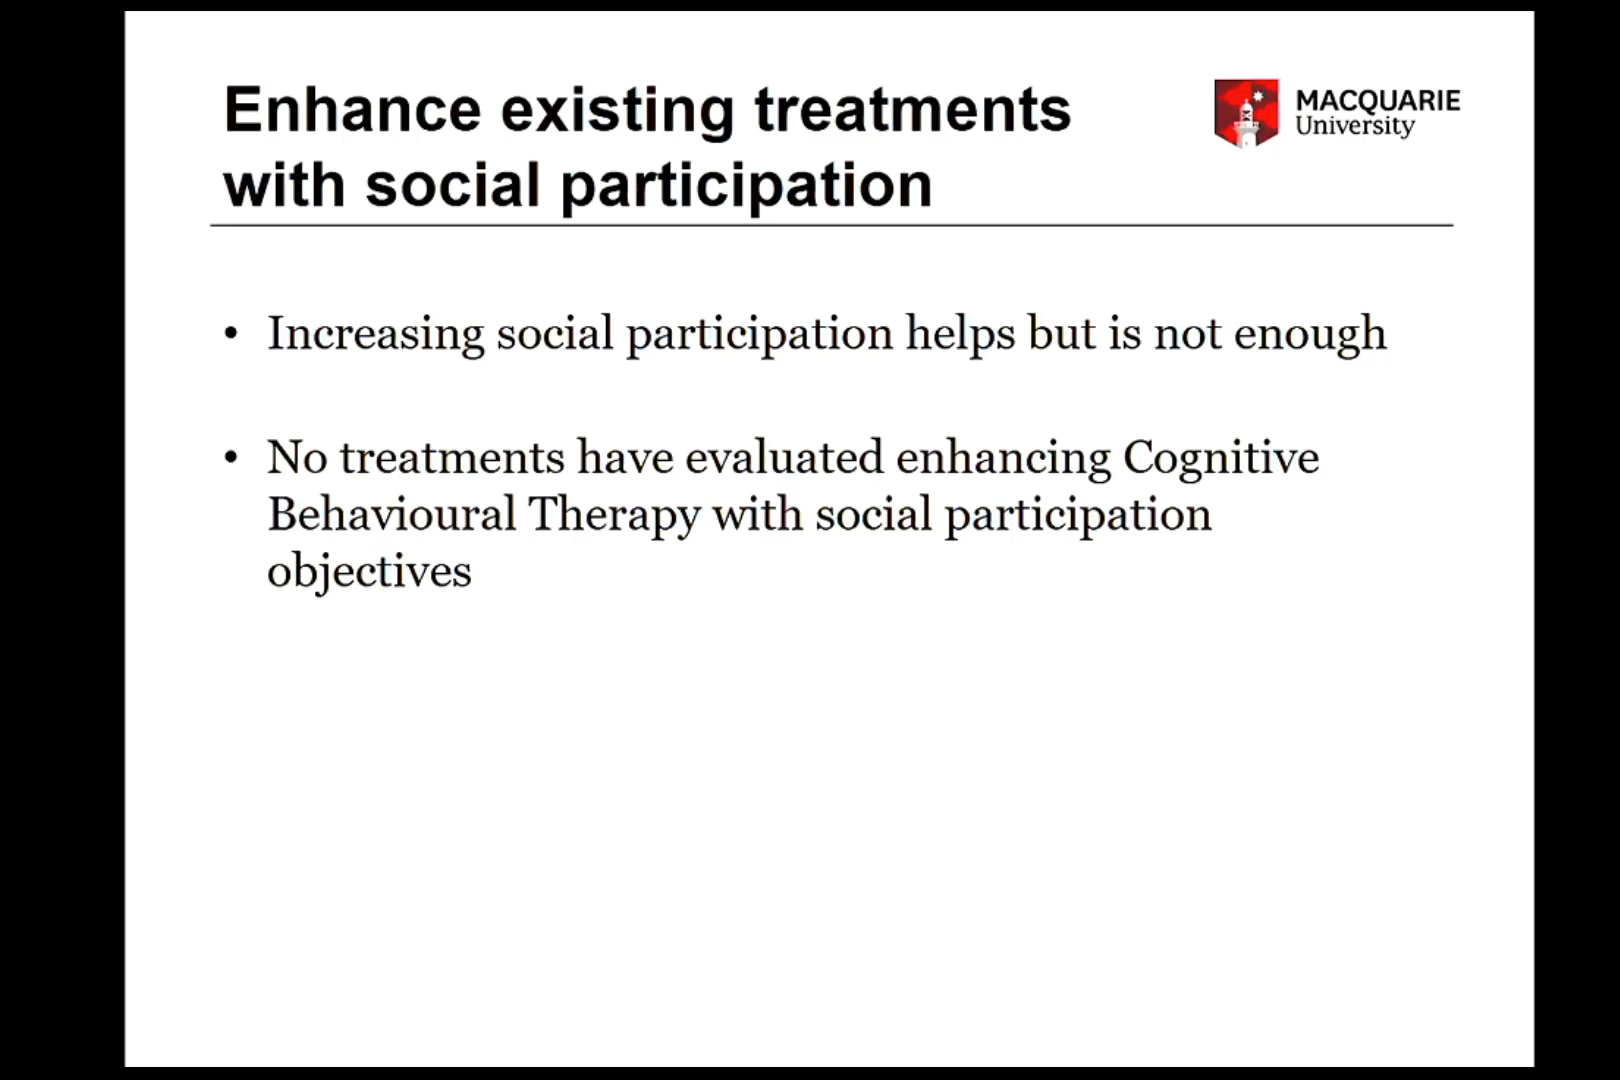 Enhance existing treatments
with social participation
MACQUARIE
University
• Increasing social participation helps but is not enough
• No treatments have evaluated enhancing Cognitive
Behavioural Therapy with social participation
objectives